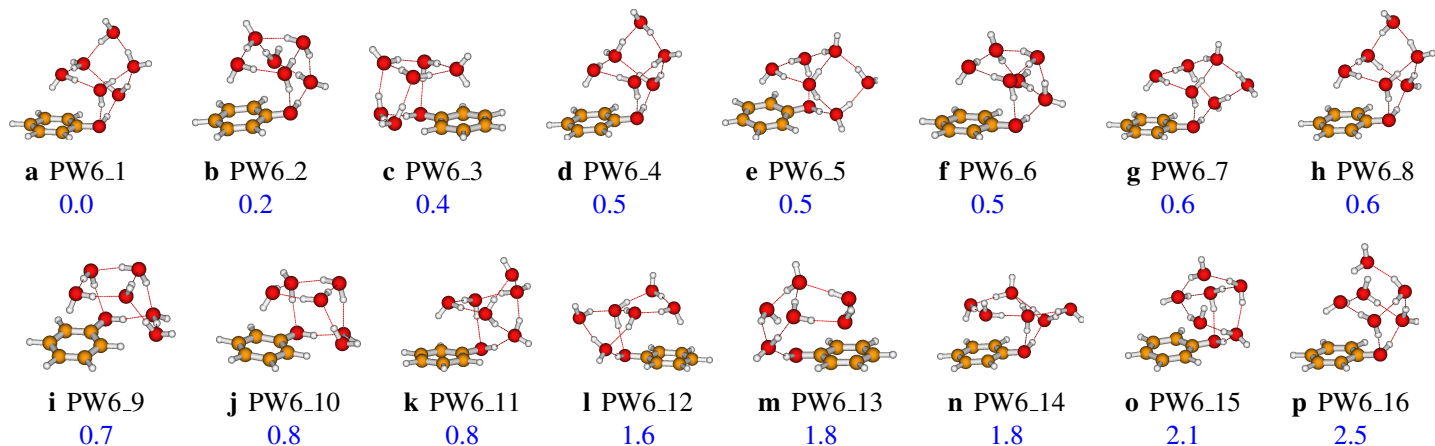 a PW6_1 b PW6_2 c PW6_3 d PW6_4 e PW6_5 f PW6_6 g PW6_7 h PW6_8
0.0 0.2 0.4 0.5 0.5 0.5 0.6 0.6
i PW6_9 j PW6_10 k PW6_11 l PW6_12 m PW6_13 n PW6_14 o PW6_15 p PW6_16
0.7 0.8 0.8 1.6 1.8 1.8 2.1 2.5